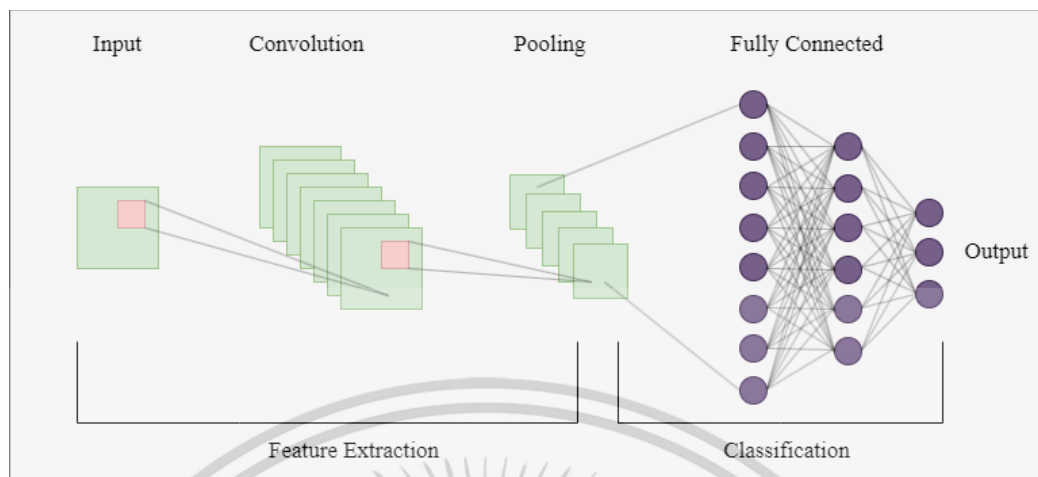 Input
Convolution
Pooling
Fully Connected
Output
Feature Extraction
Classification